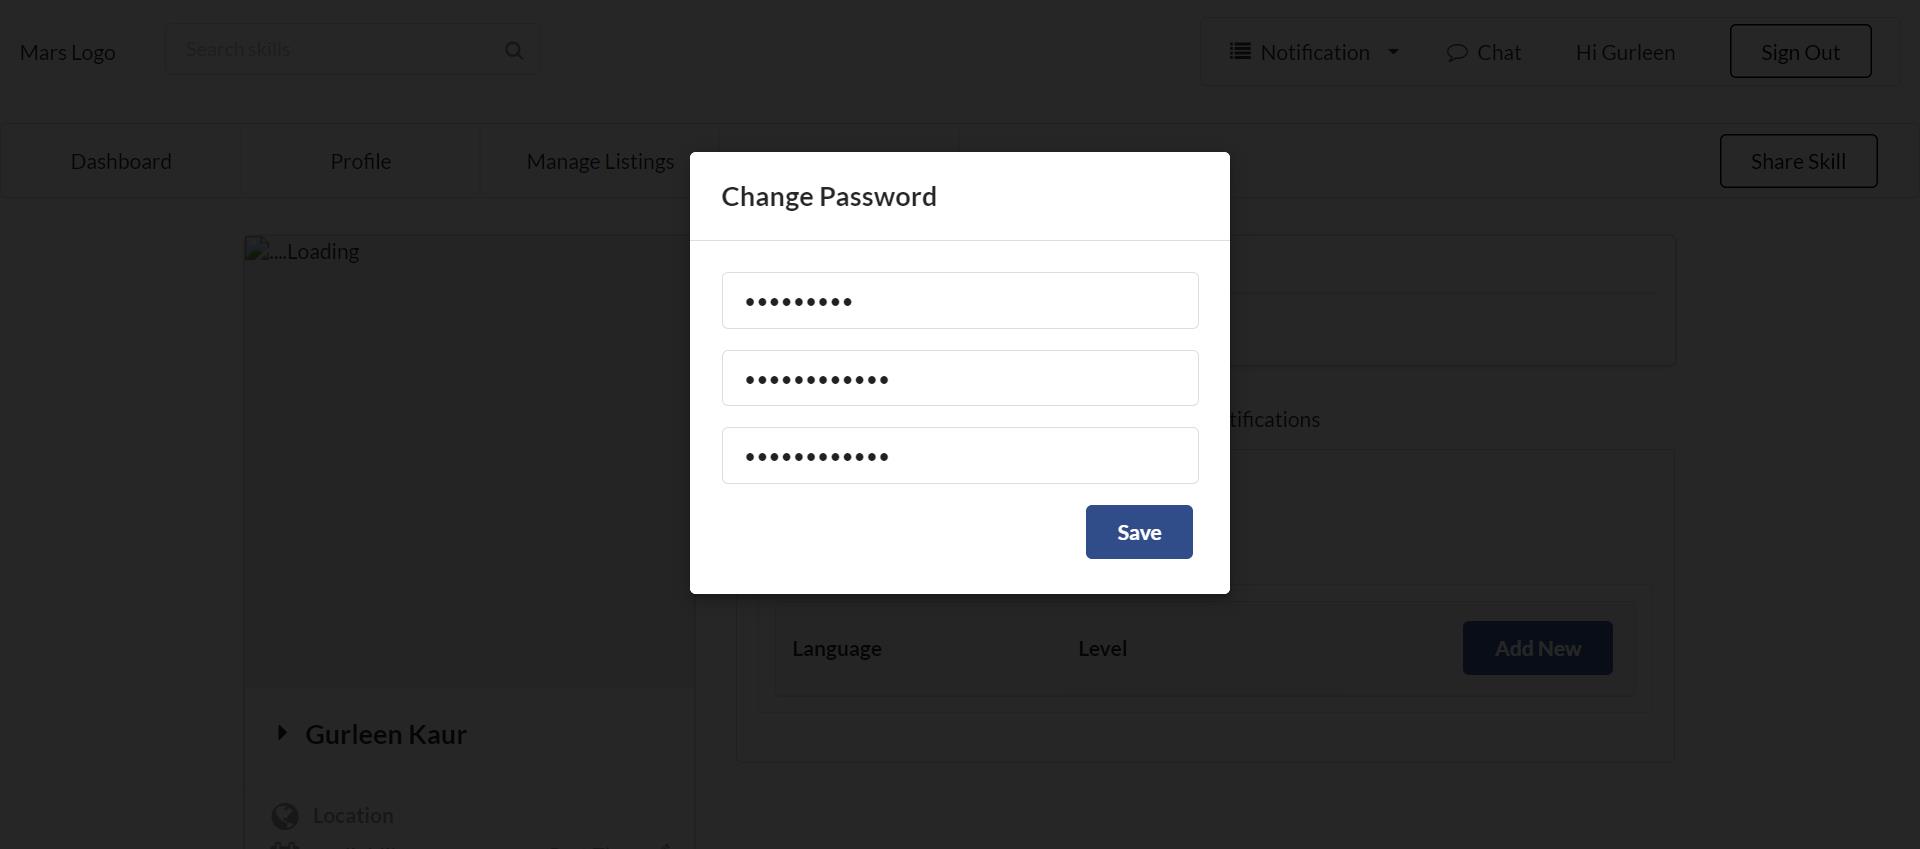 Mars Logo
Search skills
Notification
Chat
Hi Gurleen
Sign Out
Dashboard
Profile
Manage Listings
Share Skill
....Loading
Change Password
•••••••••
••••••••••••
••••••••••••
Save
tifications
Language
Level
Add New
Gurleen Kaur
Location